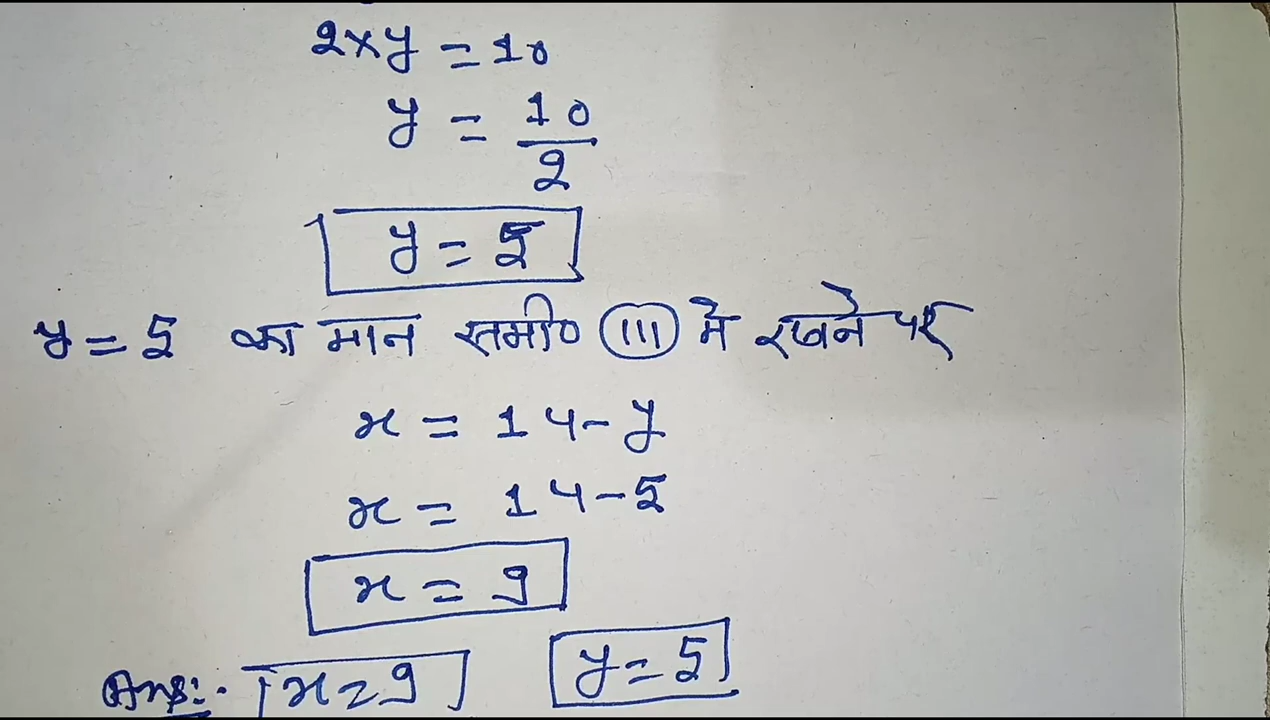 2×y = 10
y = 10/2
y = 5
y = 5 का मान समी० (III) मे रखने पर
x = 14 - y
x = 14 - 5
x = 9
Ans:- x = 9 y = 5